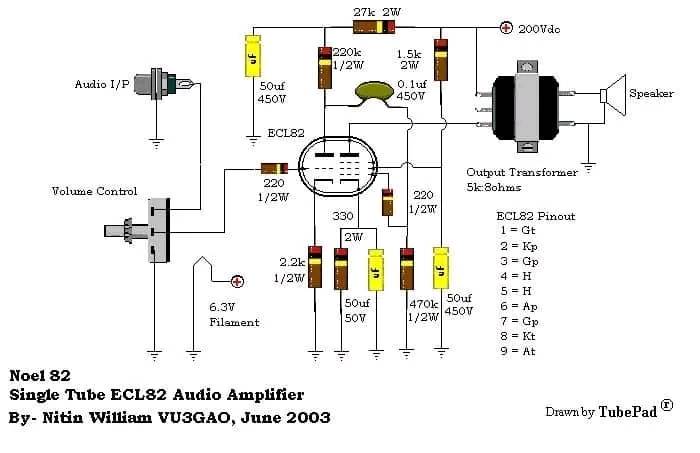 27k 2W
200Vdc
220k
1/2W
1.5k
2W
Audio I/P
50uf
450V
0.1uf
450V
Speaker
ECL82
Output Transformer
5k:8ohms
Volume Control
220
1/2W
220
1/2W
330
2W
ECL82 Pinout
1 = Gt
2 = Kp
3 = Gp
4 = H
5 = H
6 = Ap
7 = Gp
8 = Kt
9 = At
2.2k
1/2W
6.3V
Filament
50uf
50V
470k
1/2W
50uf
450V
uF
uF
uF
Noel 82
Single Tube ECL82 Audio Amplifier
By- Nitin William VU3GAO, June 2003
Drawn by TubePad ®